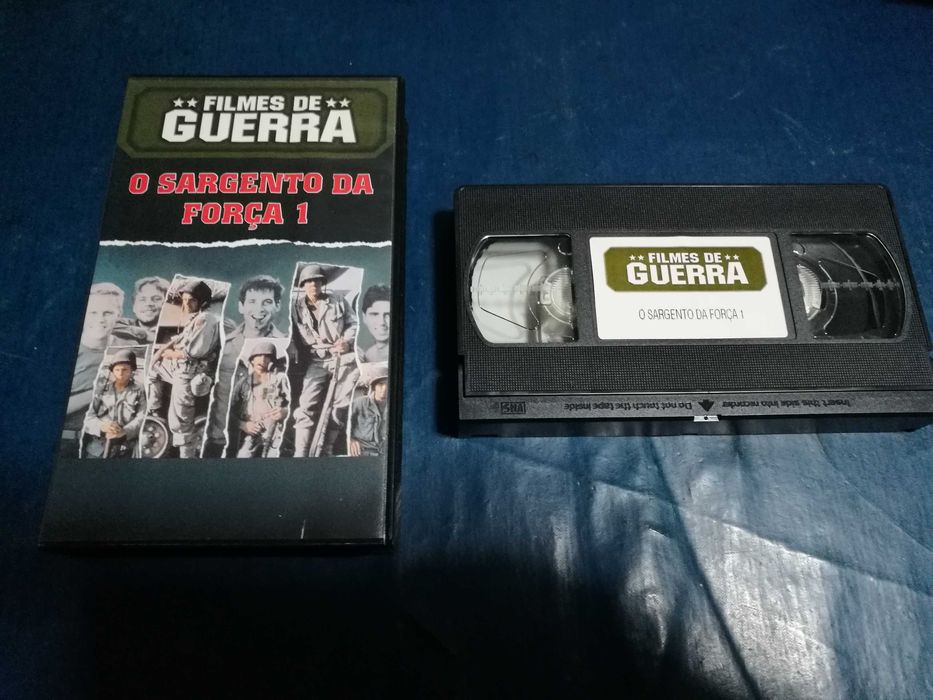 FILMES DE
GUERRA
O SARGENTO DA
FORÇA 1
FILMES DE
GUERRA
O SARGENTO DA FORÇA 1
Insert this side into recorder
Do not touch the tape inside
VHS